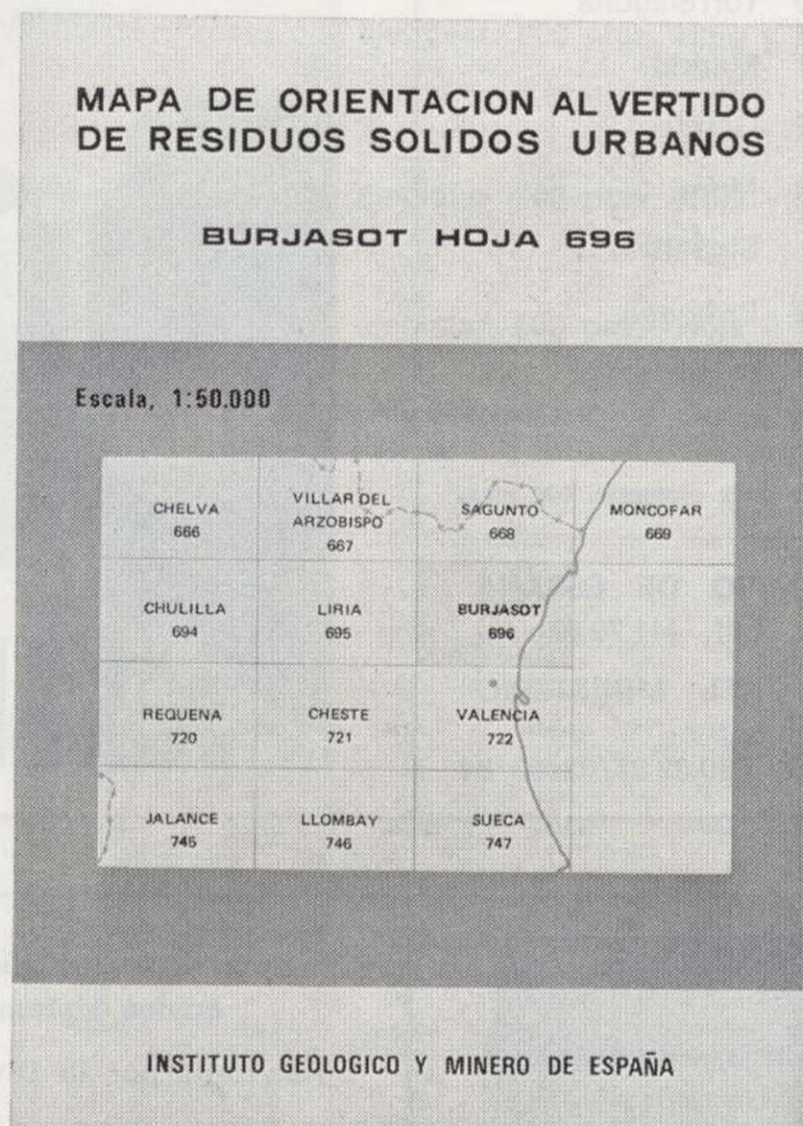 MAPA DE ORIENTACION AL VERTIDO
DE RESIDUOS SOLIDOS URBANOS
BURJASOT HOJA 696
Escala, 1:50.000
CHELVA
666
VILLAR DEL
ARZOBISPO
667
SAGUNTO
668
MONCOFAR
669
CHULILLA
694
LIRIA
695
BURJASOT
696
REQUENA
720
CHESTE
721
VALENCIA
722
JALANCE
745
LLOMBAY
746
SUECA
747
INSTITUTO GEOLOGICO Y MINERO DE ESPAÑA